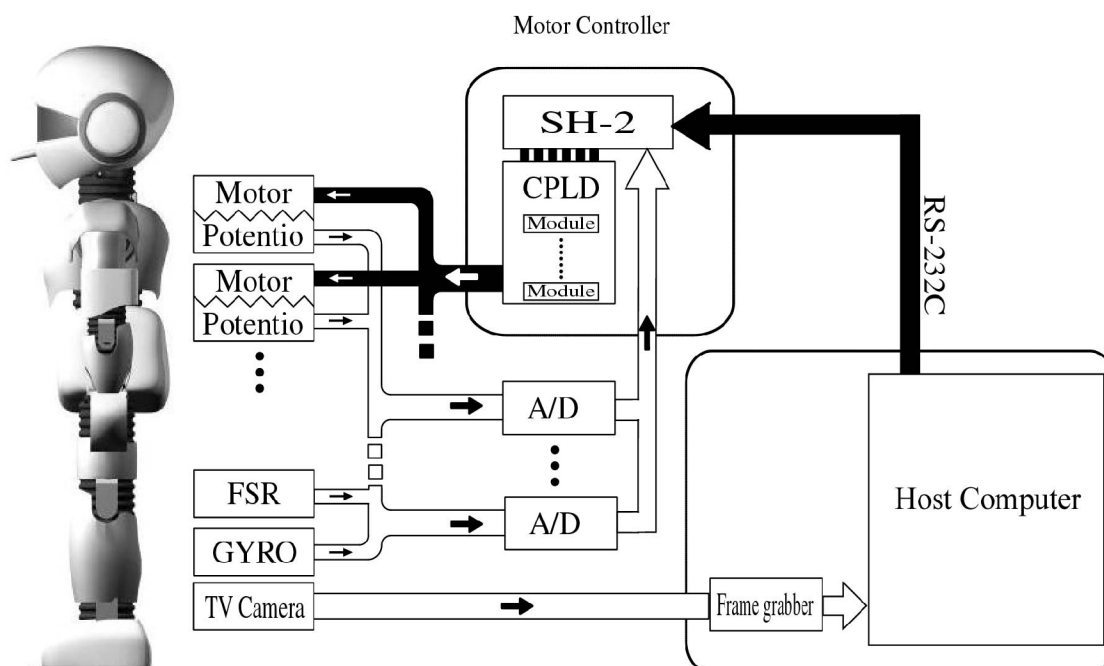 Motor Controller
SH-2
CPLD
Module
Module
RS-232C
Motor
Potentio
Motor
Potentio
A/D
A/D
FSR
GYRO
TV Camera
Frame grabber
Host Computer